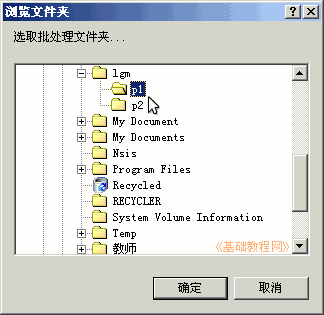 浏览文件夹
选取批处理文件夹...
lgm
p1
p2
My Document
My Documents
Nsis
Program Files
Recycled
RECYCLER
System Volume Information
Temp
教师
《基础教程网》
确定
取消